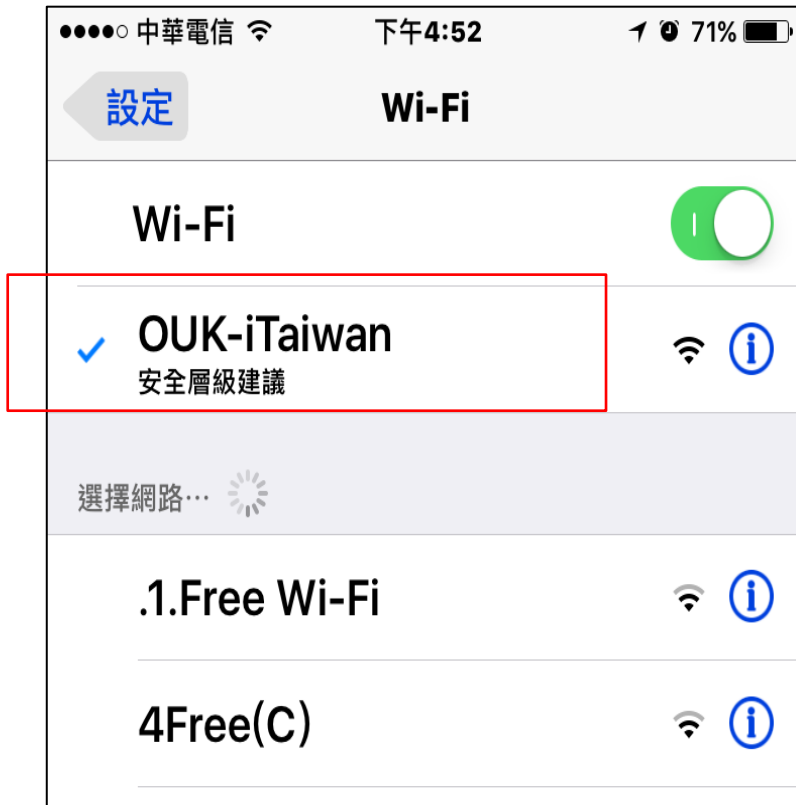 中華電信 下午4:52 71%
設定 Wi-Fi
Wi-Fi
OUK-iTaiwan
安全層級建議
選擇網路…
.1.Free Wi-Fi
4Free(C)